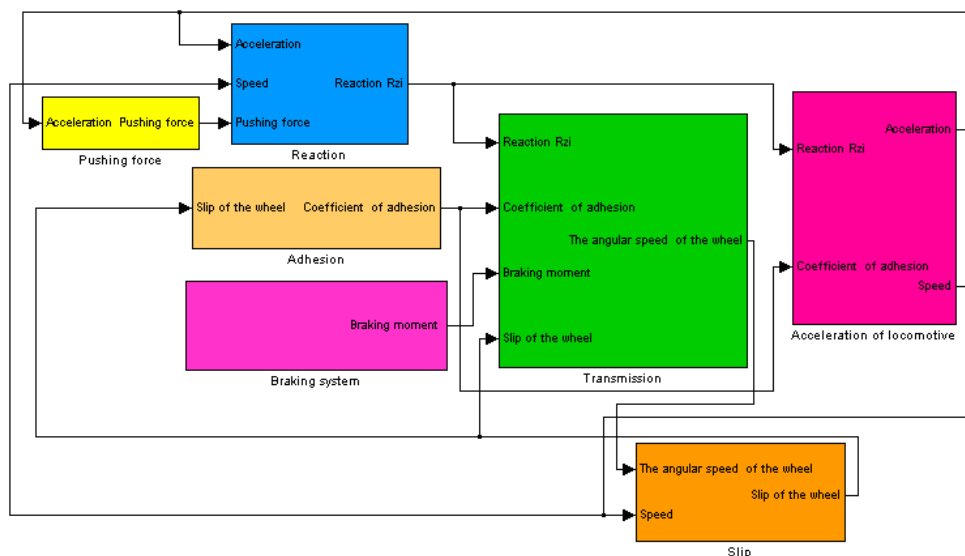 Acceleration
Speed
Reaction Rzi
Pushing force
Reaction
Acceleration Pushing force
Pushing force
Slip of the wheel
Coefficient of adhesion
Adhesion
Braking moment
Braking system
Reaction Rzi
Coefficient of adhesion
The angular speed of the wheel
Braking moment
Slip of the wheel
Transmission
Acceleration
Reaction Rzi
Coefficient of adhesion
Speed
Acceleration of locomotive
The angular speed of the wheel
Slip of the wheel
Speed
Slip